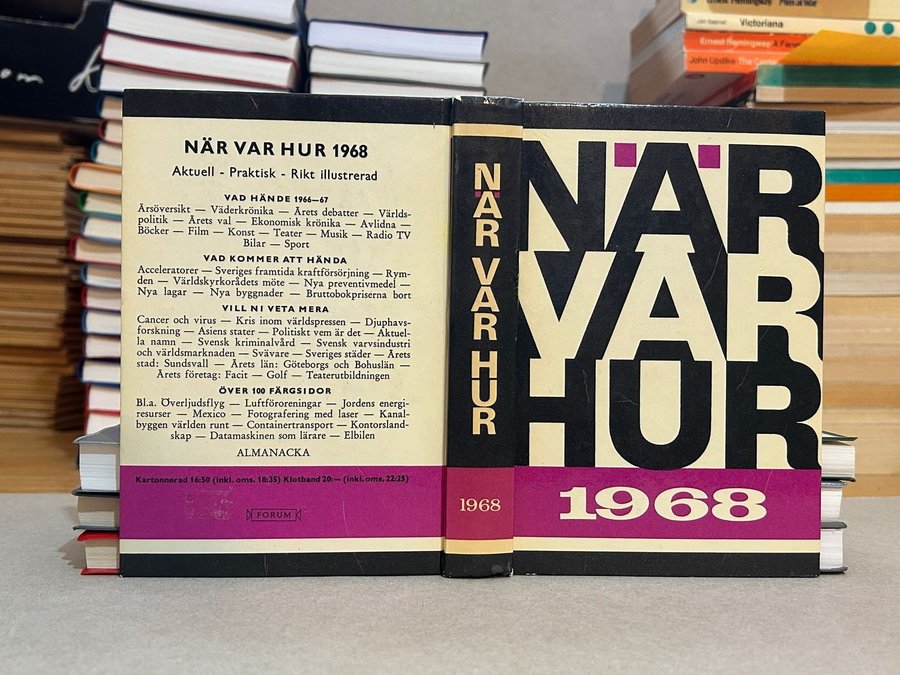 NÄR VAR HUR 1968
Aktuell - Praktisk - Rikt illustrerad
VAD HÄNDE 1966—67
Årsöversikt — Väderkrönika — Årets debatter — Världs-
politik — Årets val — Ekonomisk krönika — Avlidna —
Böcker — Film — Konst — Teater — Musik — Radio TV
Bilar — Sport
VAD KOMMER ATT HÄNDA
Acceleratorer — Sveriges framtida kraftförsörjning — Rym-
den — Världskyrkorådets möte — Nya preventivmedel —
Nya lagar — Nya byggnader — Bruttobokpriserna bort
VILL NI VETA MERA
Cancer och virus — Kris inom världspressen — Djuphavs-
forskning — Asiens stater — Politiskt vem är det — Aktuel-
la namn — Svensk kriminalvård — Svensk varvsindustri
och världsmarknaden — Svävare — Sveriges städer — Årets
stad: Sundsvall — Årets län: Göteborgs och Bohuslän —
Årets företag: Facit — Golf — Teaterutbildningen
ÖVER 100 FÄRGSIDOR
Bl.a. Överljudsflyg — Luftföroreningar — Jordens energi-
resurser — Mexico — Fotografering med laser — Kanal-
byggen världen runt — Containertransport — Kontorsland-
skap — Datamaskinen som lärare — Elbilen
ALMANACKA
Kartonnerad 16:50 (inkl. oms. 18:35) Klotband 20:— (inkl. oms. 22:25)
FORUM
NÄR VAR HUR
1968
NÄR
VAR
HUR
1968
Ernest Hemingway Men at War
Victoriana
Ernest Hemingway A
John Updike The
om